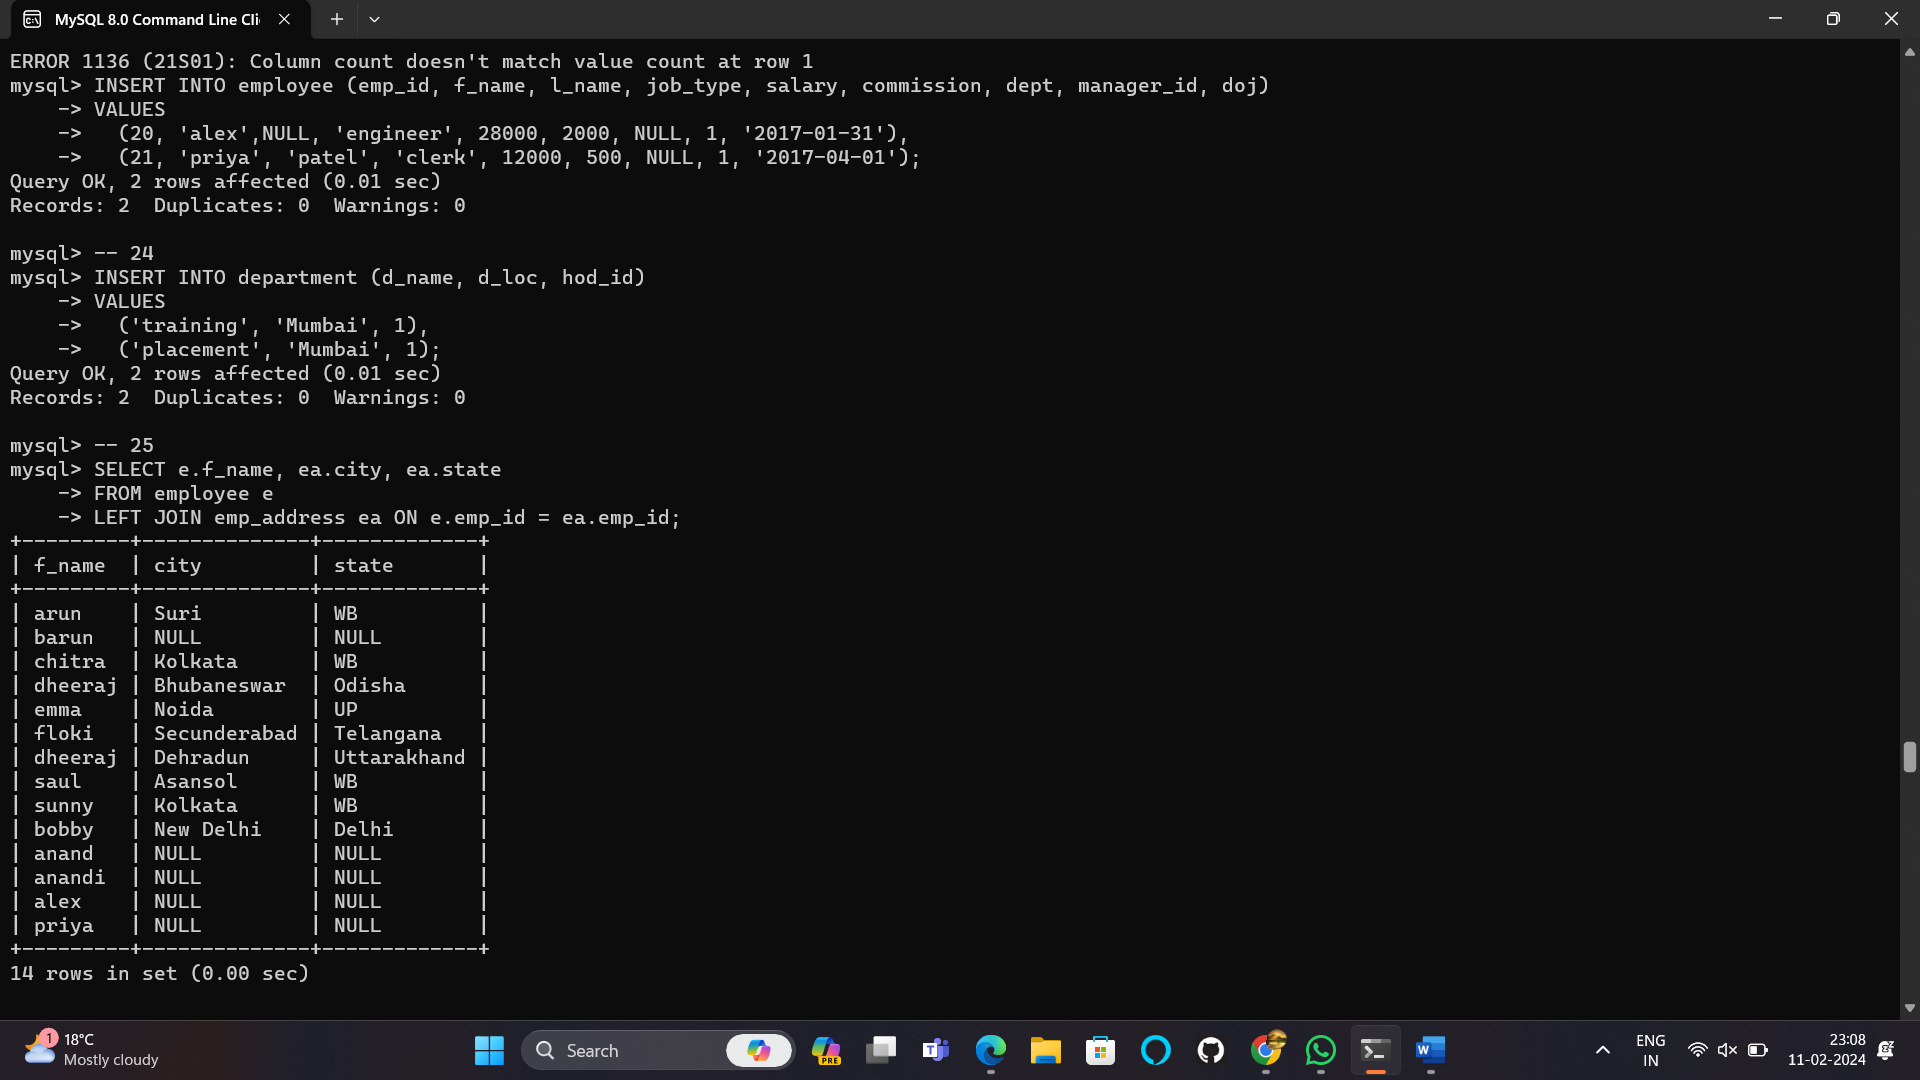 MySQL 8.0 Command Line Cli
ERROR 1136 (21S01): Column count doesn't match value count at row 1
mysql> INSERT INTO employee (emp_id, f_name, l_name, job_type, salary, commission, dept, manager_id, doj)
    -> VALUES
    ->   (20, 'alex',NULL, 'engineer', 28000, 2000, NULL, 1, '2017-01-31'),
    ->   (21, 'priya', 'patel', 'clerk', 12000, 500, NULL, 1, '2017-04-01');
Query OK, 2 rows affected (0.01 sec)
Records: 2  Duplicates: 0  Warnings: 0
mysql> -- 24
mysql> INSERT INTO department (d_name, d_loc, hod_id)
    -> VALUES
    ->   ('training', 'Mumbai', 1),
    ->   ('placement', 'Mumbai', 1);
Query OK, 2 rows affected (0.01 sec)
Records: 2  Duplicates: 0  Warnings: 0
mysql> -- 25
mysql> SELECT e.f_name, ea.city, ea.state
    -> FROM employee e
    -> LEFT JOIN emp_address ea ON e.emp_id = ea.emp_id;
+---------+--------------+-------------+
| f_name  | city         | state       |
+---------+--------------+-------------+
| arun    | Suri         | WB          |
| barun   | NULL         | NULL        |
| chitra  | Kolkata      | WB          |
| dheeraj | Bhubaneswar  | Odisha      |
| emma    | Noida        | UP          |
| floki   | Secunderabad | Telangana   |
| dheeraj | Dehradun     | Uttarakhand |
| saul    | Asansol      | WB          |
| sunny   | Kolkata      | WB          |
| bobby   | New Delhi    | Delhi       |
| anand   | NULL         | NULL        |
| anandi  | NULL         | NULL        |
| alex    | NULL         | NULL        |
| priya   | NULL         | NULL        |
+---------+--------------+-------------+
14 rows in set (0.00 sec)
1
18°C
Mostly cloudy
Search
PRE
ENG
IN
23:08
11-02-2024